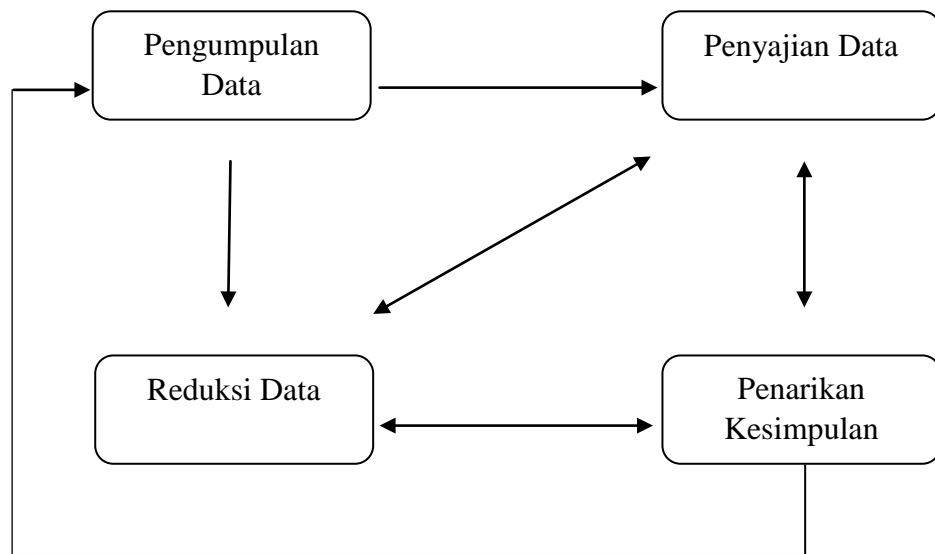 Pengumpulan
Data
Penyajian Data
Reduksi Data
Penarikan
Kesimpulan